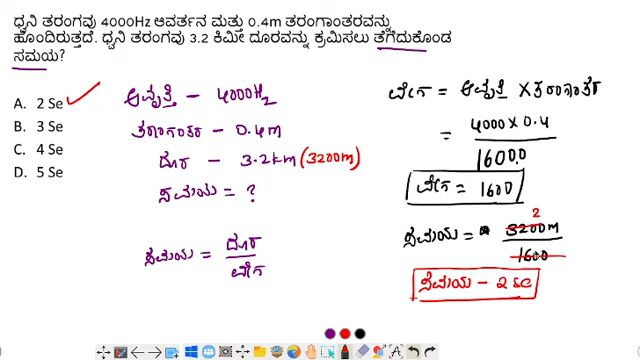 ಧ್ವನಿ ತರಂಗವು 4000Hz ಆವರ್ತನ ಮತ್ತು 0.4m ತರಂಗಾಂತರವನ್ನು
ಹೊಂದಿರುತ್ತದೆ. ಧ್ವನಿ ತರಂಗವು 3.2 ಕಿಮೀ ದೂರವನ್ನು ಕ್ರಮಿಸಲು ತೆಗೆದುಕೊಂಡ
ಸಮಯ?
A. 2 Se
B. 3 Se
C. 4 Se
D. 5 Se
ಆವೃತ್ತಿ - 4000Hz
ತರಂಗಾಂತರ - 0.4m
ದೂರ - 3.2km (3200m)
ಸಮಯ = ?
ಸಮಯ = ದೂರ
ವೇಗ
ವೇಗ = ಆವೃತ್ತಿ × ತರಂಗಾಂತರ
= 4000 × 0.4
1600.0
ವೇಗ = 1600
2
ಸಮಯ = 3200m
1600
ಸಮಯ - 2 se